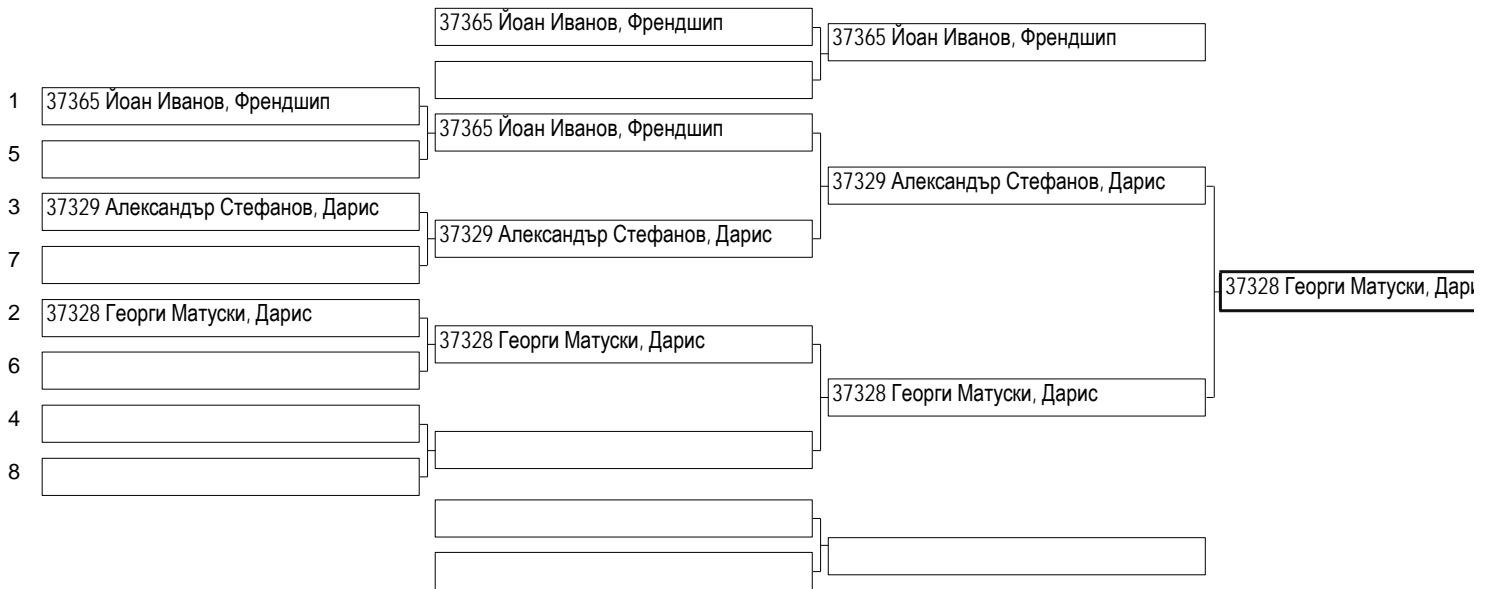 37365 Йоан Иванов, Френдшип
37365 Йоан Иванов, Френдшип
1 37365 Йоан Иванов, Френдшип
37365 Йоан Иванов, Френдшип
5
37329 Александър Стефанов, Дарис
3 37329 Александър Стефанов, Дарис
37329 Александър Стефанов, Дарис
7
37328 Георги Матуски, Дари
2 37328 Георги Матуски, Дарис
37328 Георги Матуски, Дарис
6
37328 Георги Матуски, Дарис
4
8